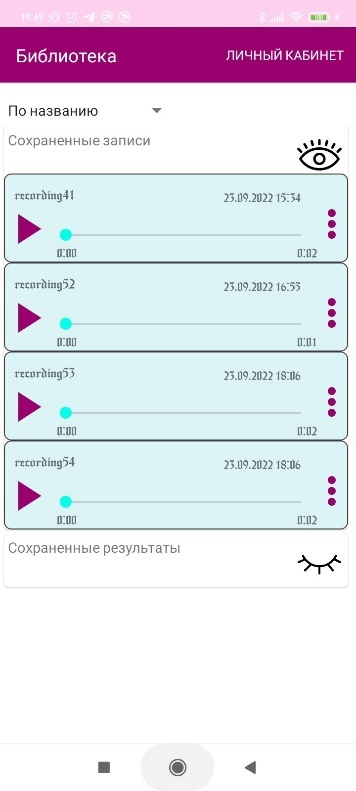 19:49
100
Библиотека
ЛИЧНЫЙ КАБИНЕТ
По названию
Сохраненные записи
recording41
23.09.2022 15:34
0:00
0:02
recording52
23.09.2022 16:55
0:00
0:01
recording53
23.09.2022 18:06
0:00
0:02
recording54
23.09.2022 18:06
0:00
0:02
Сохраненные результаты